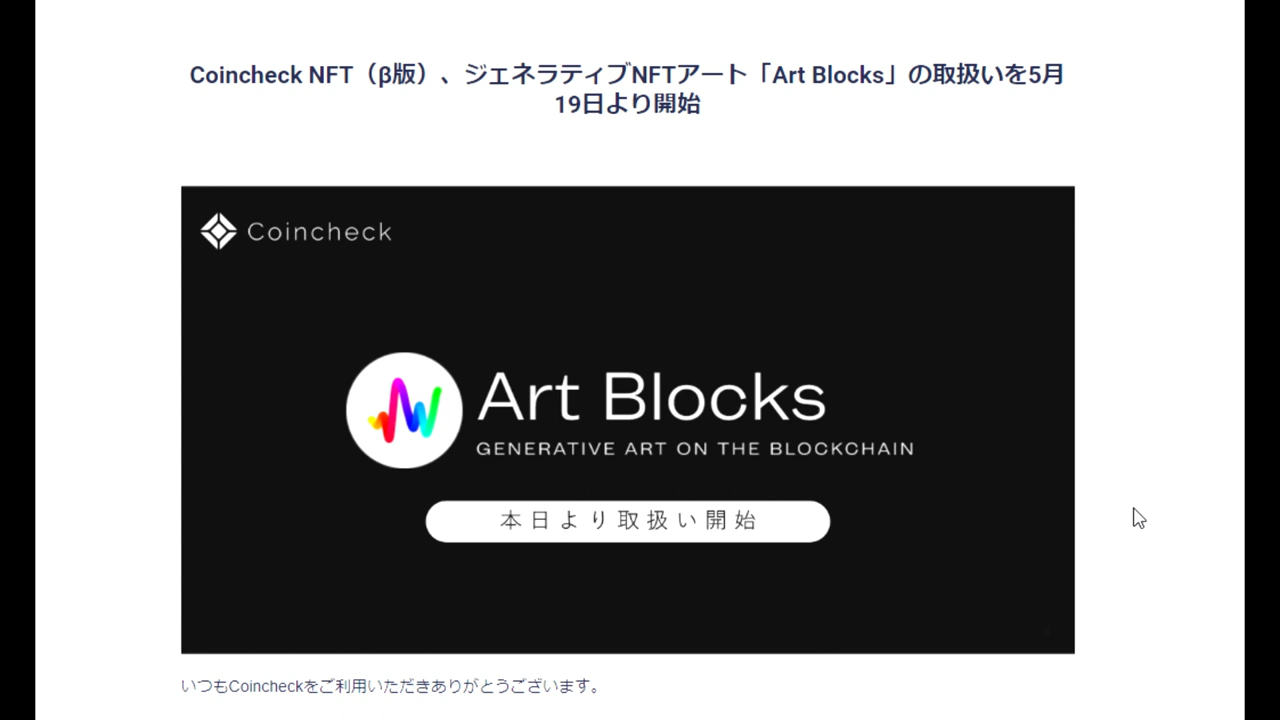 Coincheck NFT（β版）、ジェネラティブNFTアート「Art Blocks」の取扱いを5月
19日より開始
Coincheck
Art Blocks
GENERATIVE ART ON THE BLOCKCHAIN
本日より取扱い開始
いつもCoincheckをご利用いただきありがとうございます。